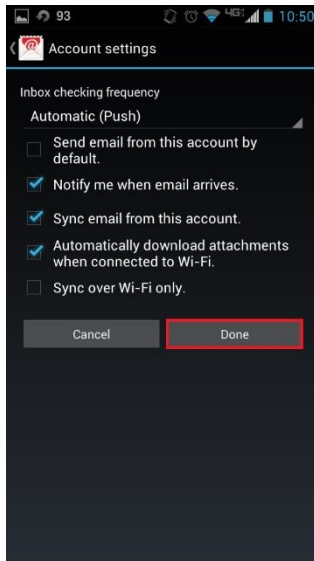 93 4G 10:50
Account settings
Inbox checking frequency
Automatic (Push)
Send email from this account by
default.
Notify me when email arrives.
Sync email from this account.
Automatically download attachments
when connected to Wi-Fi.
Sync over Wi-Fi only.
Cancel Done